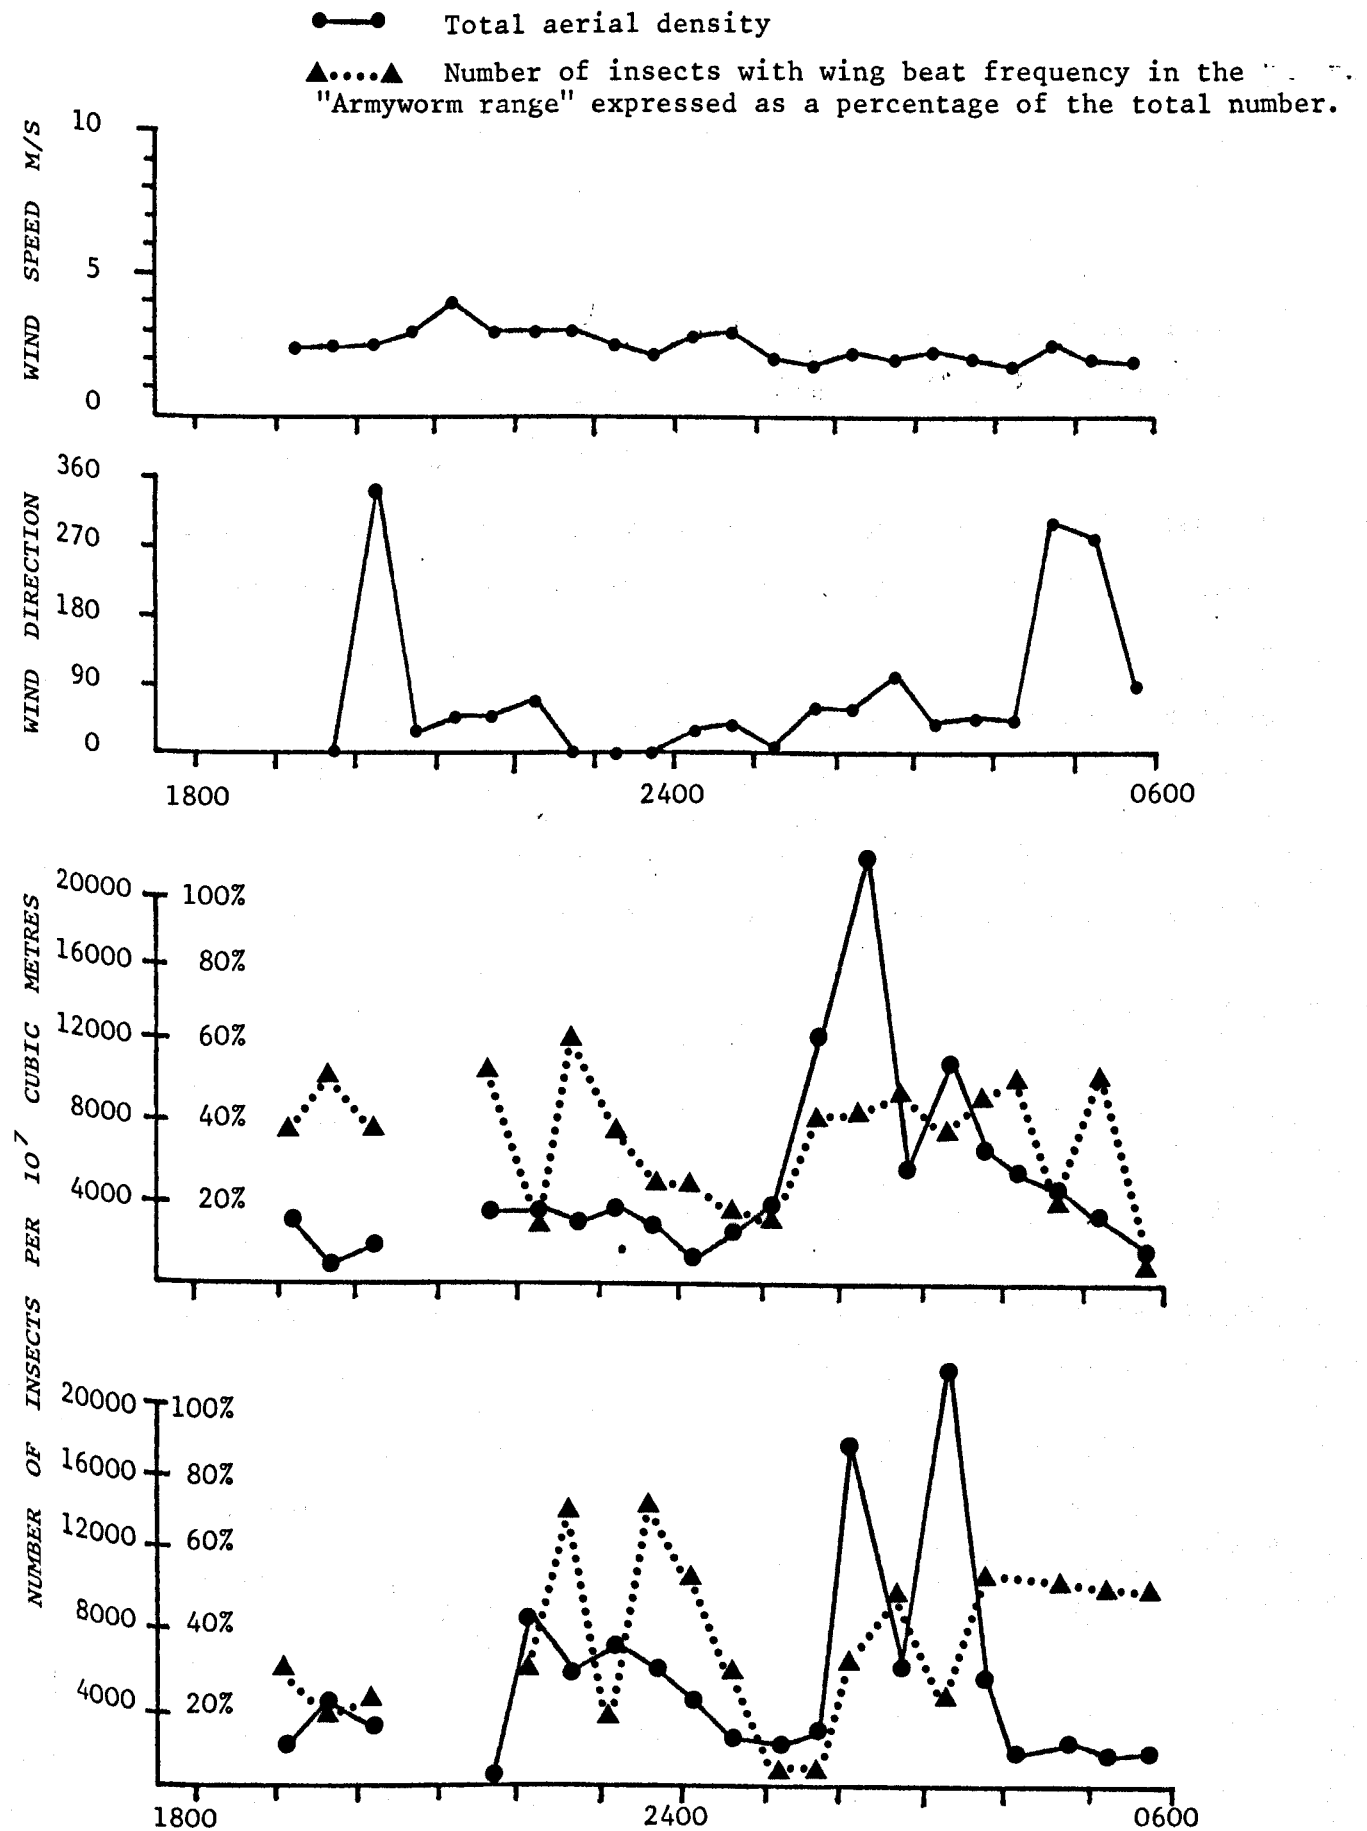 Total aerial density
Number of insects with wing beat frequency in the
"Armyworm range" expressed as a percentage of the total number.
WIND SPEED M/S
10
5
0
WIND DIRECTION
360
270
180
90
0
1800 2400 0600
NUMBER OF INSECTS PER 10⁷ CUBIC METRES
20000 100%
16000 80%
12000 60%
8000 40%
4000 20%
20000 100%
16000 80%
12000 60%
8000 40%
4000 20%
1800 2400 0600